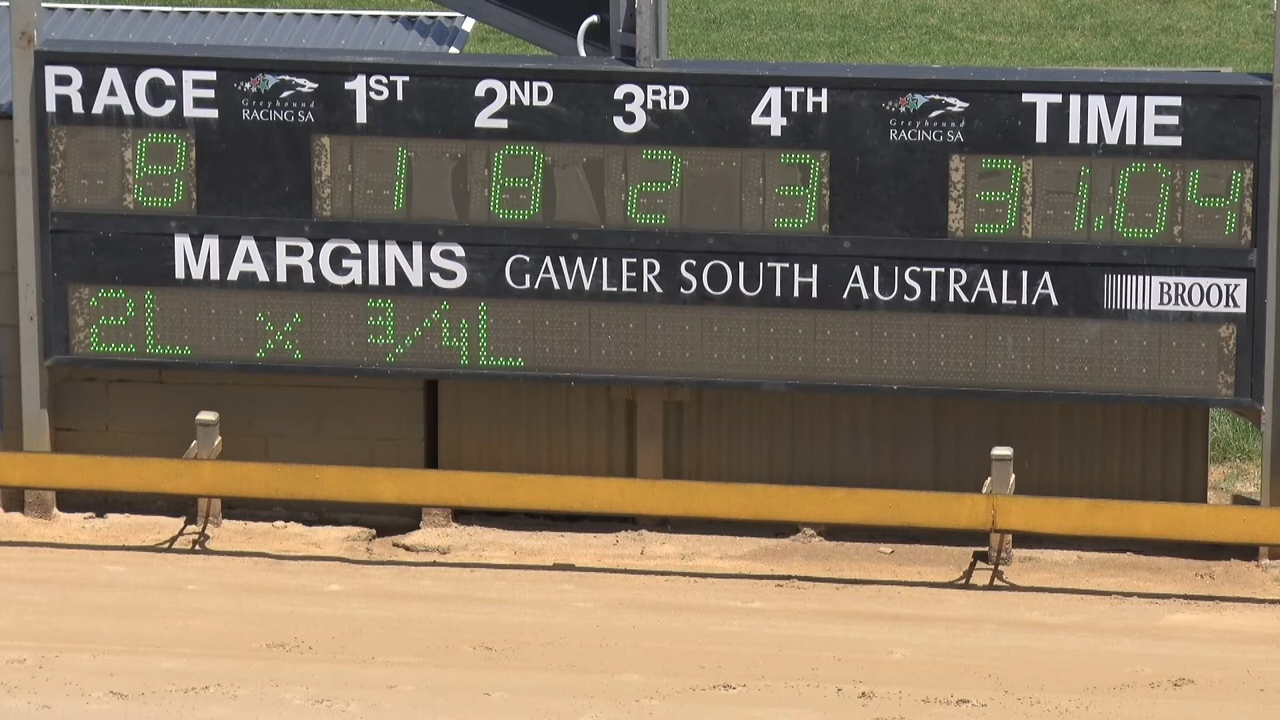 RACE Greyhound RACING SA 1ST 2ND 3RD 4TH Greyhound RACING SA TIME
8 1 8 2 3 31.04
MARGINS GAWLER SOUTH AUSTRALIA BROOK
2L x 3/4L